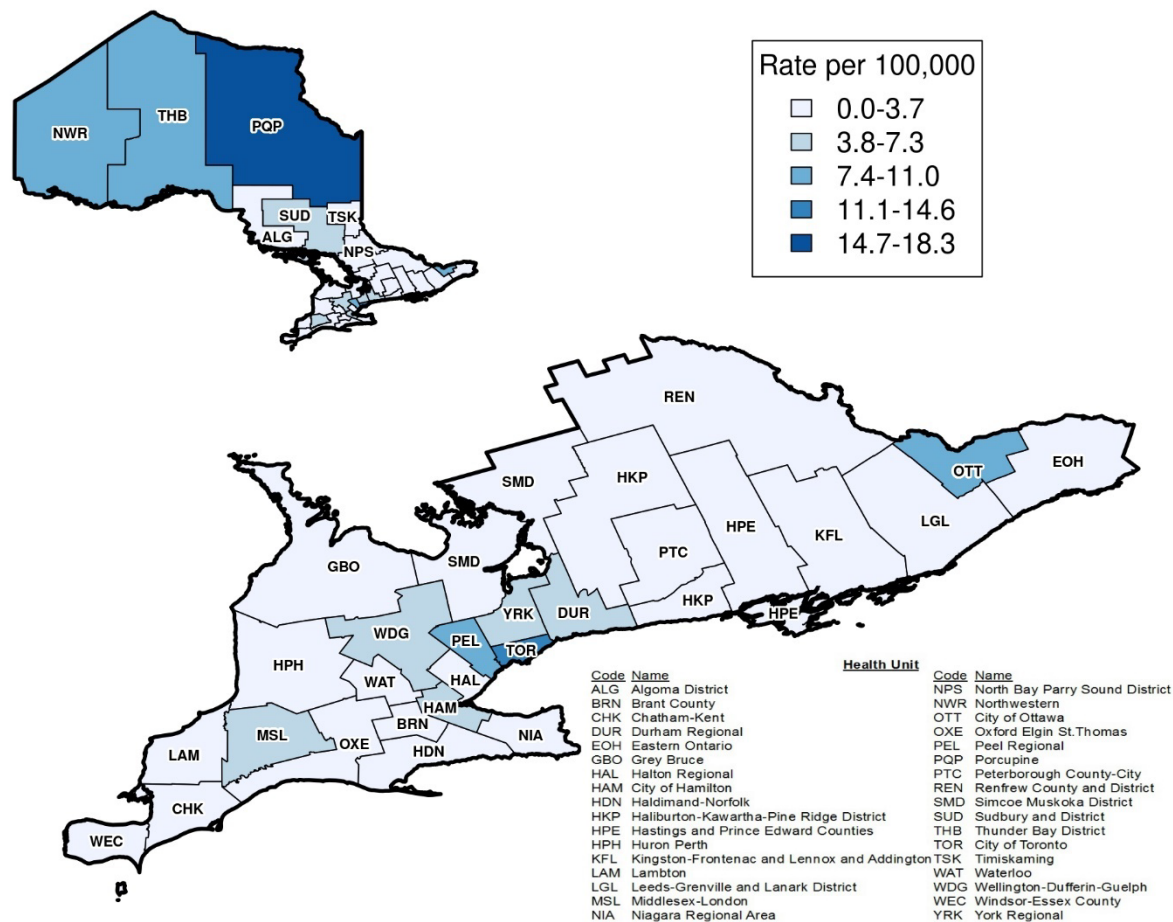 Rate per 100,000
0.0-3.7
3.8-7.3
7.4-11.0
11.1-14.6
14.7-18.3
NWR
THB
PQP
SUD
TSK
ALG
NPS
REN
SMD
HKP
OTT
EOH
LGL
HPE
KFL
PTC
GBO
SMD
HKP
HPE
YRK
DUR
WDG
PEL
TOR
HPH
WAT
HAL
HAM
MSL
BRN
OXE
HDN
NIA
LAM
CHK
WEC
Health Unit
Code Name
ALG Algoma District
BRN Brant County
CHK Chatham-Kent
DUR Durham Regional
EOH Eastern Ontario
GBO Grey Bruce
HAL Halton Regional
HAM City of Hamilton
HDN Haldimand-Norfolk
HKP Haliburton-Kawartha-Pine Ridge District
HPE Hastings and Prince Edward Counties
HPH Huron Perth
KFL Kingston-Frontenac and Lennox and Addington
LAM Lambton
LGL Leeds-Grenville and Lanark District
MSL Middlesex-London
NIA Niagara Regional Area
Code Name
NPS North Bay Parry Sound District
NWR Northwestern
OTT City of Ottawa
OXE Oxford Elgin St.Thomas
PEL Peel Regional
PQP Porcupine
PTC Peterborough County-City
REN Renfrew County and District
SMD Simcoe Muskoka District
SUD Sudbury and District
THB Thunder Bay District
TOR City of Toronto
TSK Timiskaming
WAT Waterloo
WDG Wellington-Dufferin-Guelph
WEC Windsor-Essex County
YRK York Regional